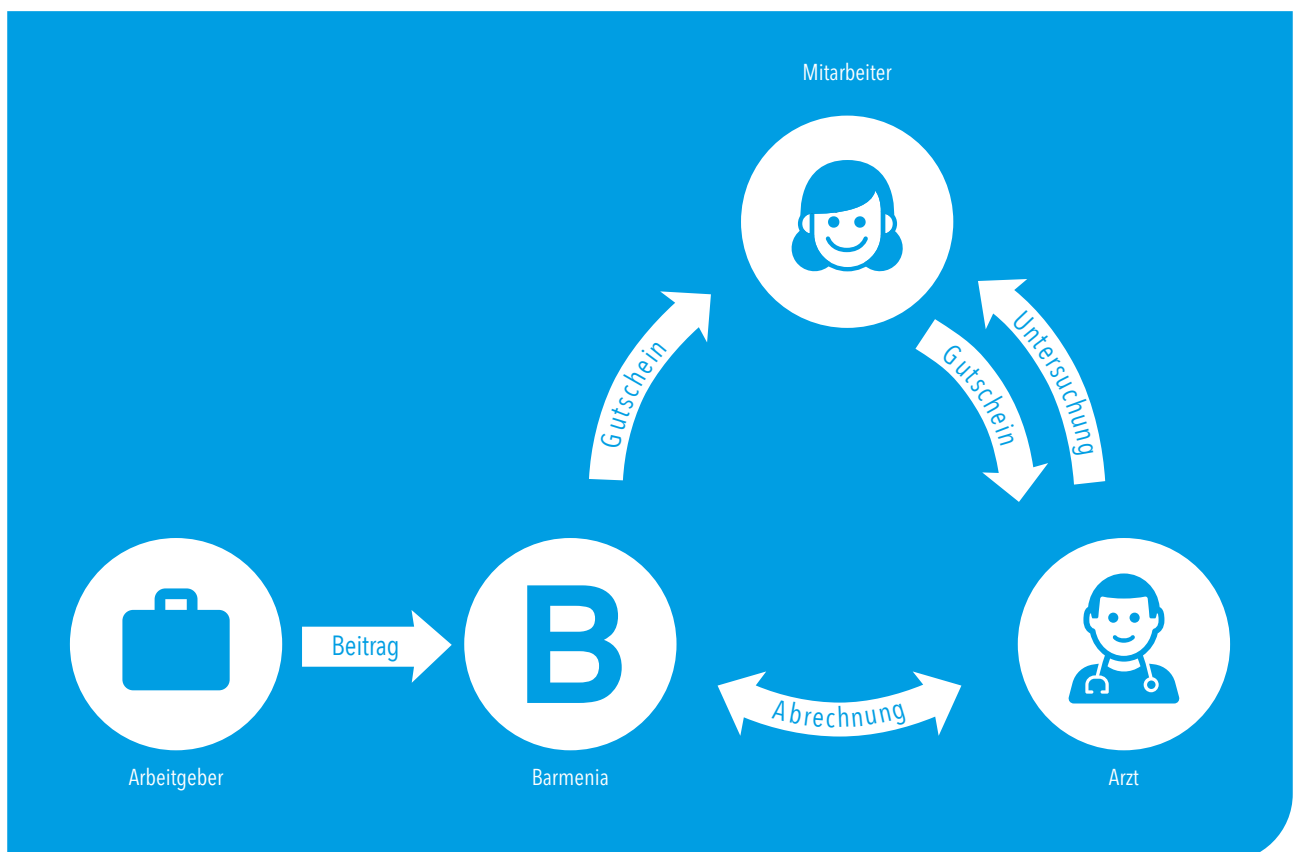 Mitarbeiter
Gutschein
Gutschein
Untersuchung
Beitrag
B
Abrechnung
Arbeitgeber
Barmenia
Arzt